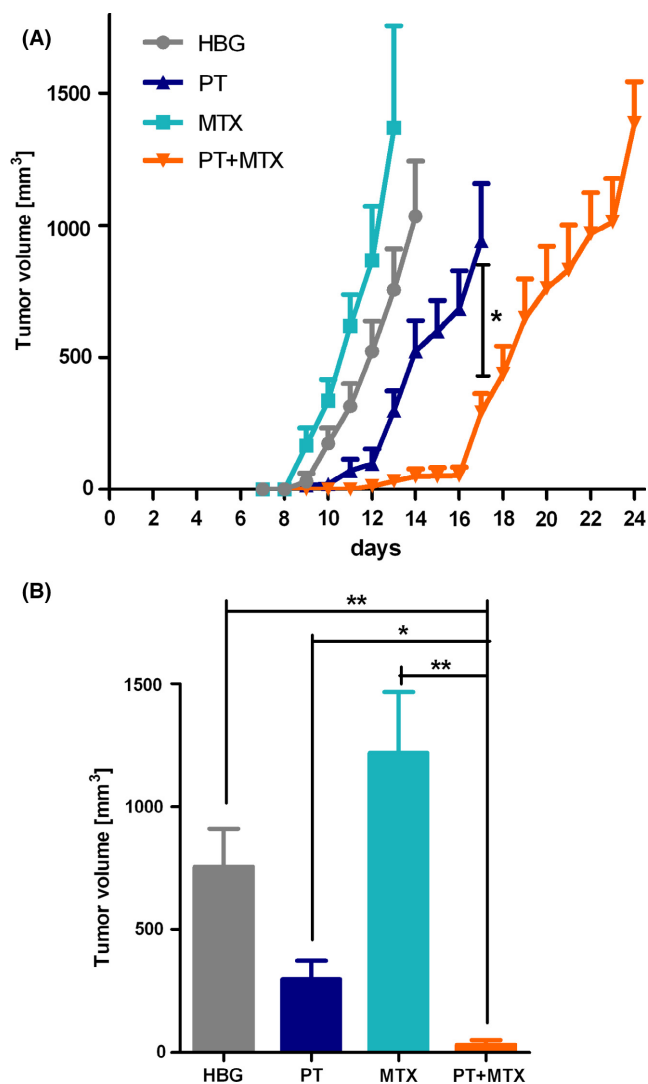 (A)
HBG
PT
MTX
PT+MTX
Tumor volume [mm³]
1500
1000
500
0
*
0 2 4 6 8 10 12 14 16 18 20 22 24
days
(B)
**
*
**
Tumor volume [mm³]
1500
1000
500
0
HBG PT MTX PT+MTX